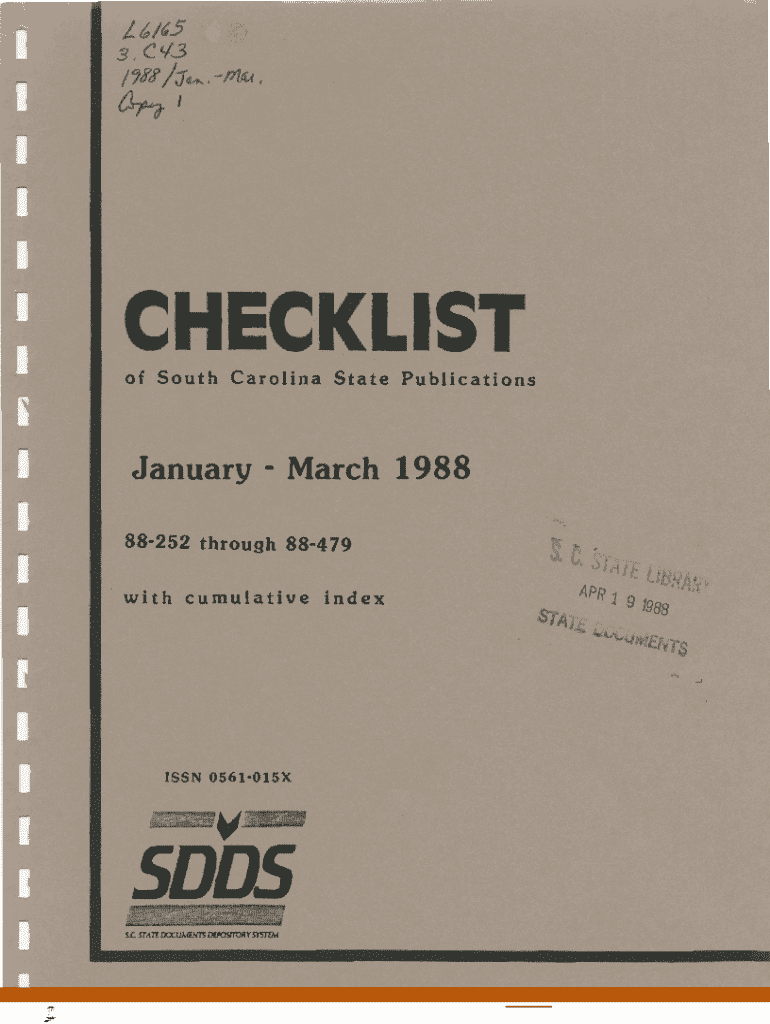 L6165
3.C43
1988/Jan.-Mar.
Copy 1
CHECKLIST
of South Carolina State Publications
January - March 1988
88-252 through 88-479
with cumulative index
S. C. STATE LIBRARY
APR 19 1988
STATE DOCUMENTS
ISSN 0561-015X
SDDS
S.C. STATE DOCUMENTS DEPOSITORY SYSTEM